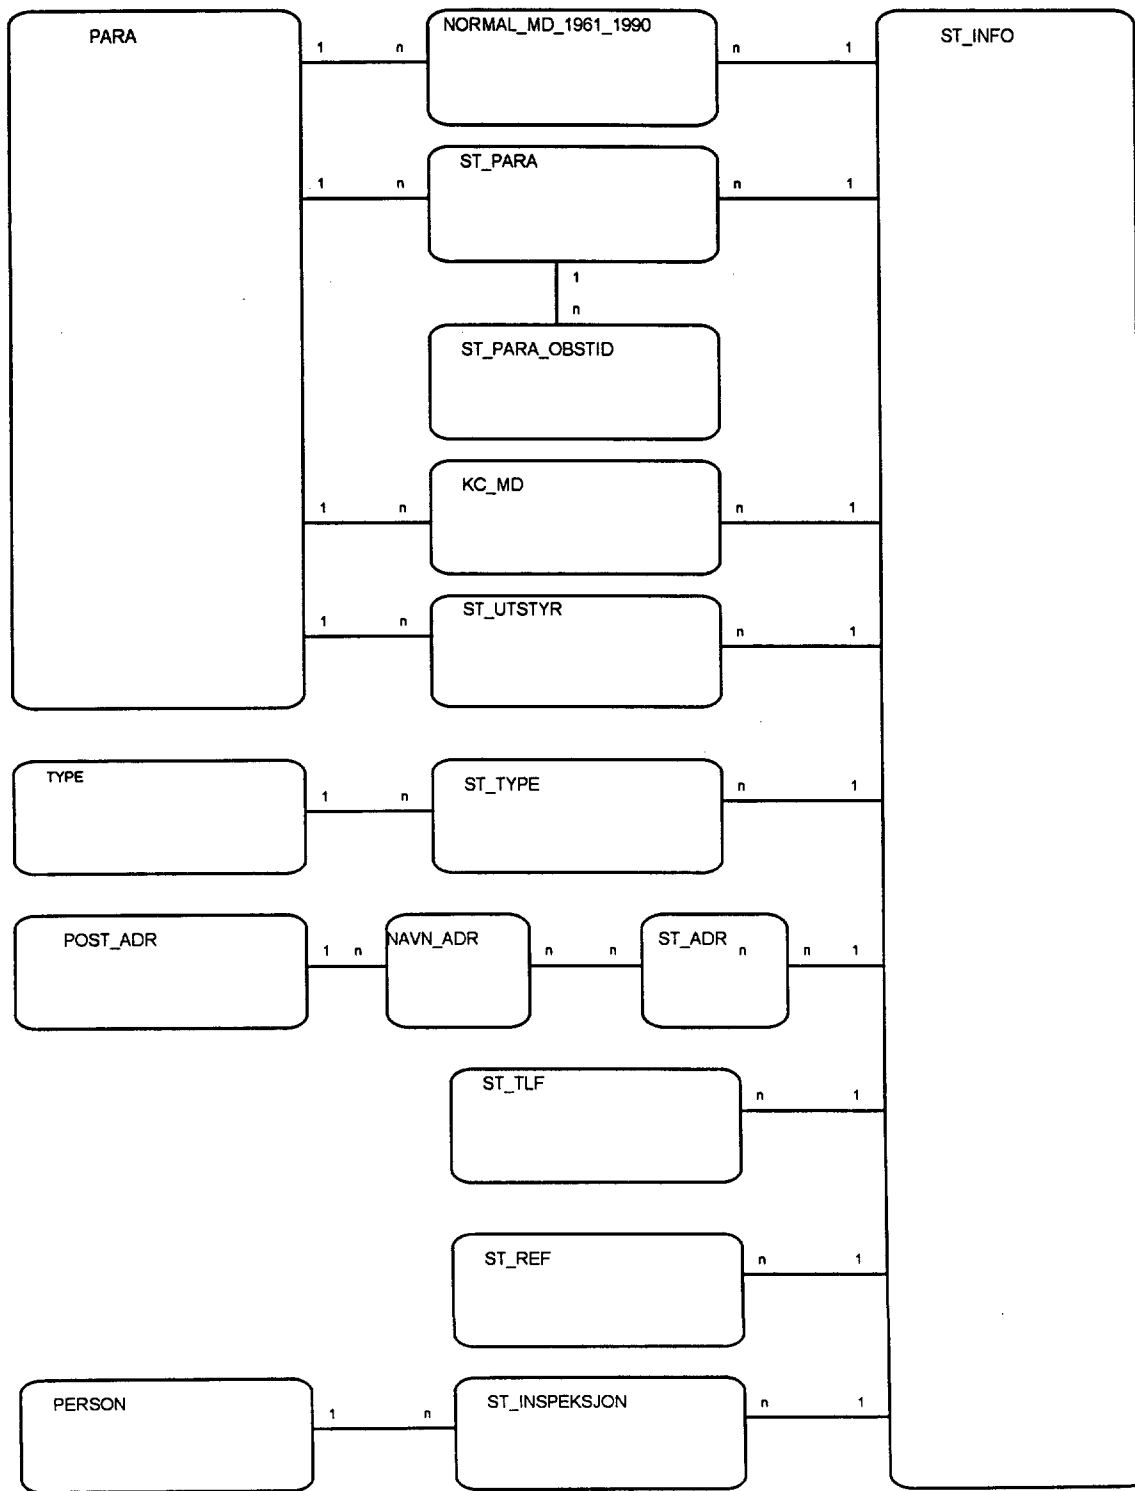 PARA
NORMAL_MD_1961_1990
ST_INFO
1 n n 1
ST_PARA
1 n n 1
1
n
ST_PARA_OBSTID
KC_MD
1 n n 1
ST_UTSTYR
1 n n 1
TYPE
ST_TYPE
1 n n 1
POST_ADR
NAVN_ADR
ST_ADR
1 n n n n n 1
ST_TLF
n 1
ST_REF
n 1
PERSON
ST_INSPEKSJON
1 n n 1